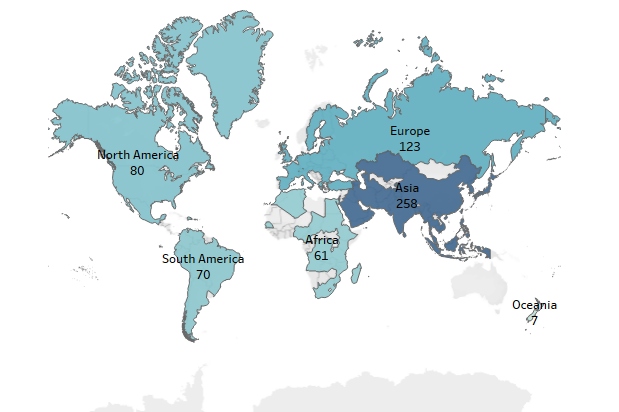 Europe
123
North America
80
Asia
258
Africa
61
South America
70
Oceania
7